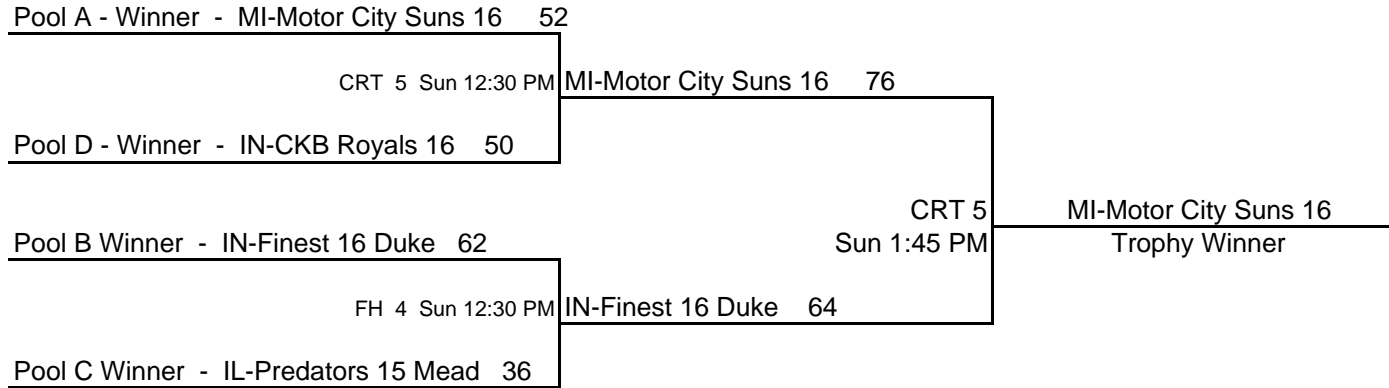 Pool A - Winner - MI-Motor City Suns 16 52
CRT 5 Sun 12:30 PM MI-Motor City Suns 16 76
Pool D - Winner - IN-CKB Royals 16 50
CRT 5 MI-Motor City Suns 16
Pool B Winner - IN-Finest 16 Duke 62 Sun 1:45 PM Trophy Winner
FH 4 Sun 12:30 PM IN-Finest 16 Duke 64
Pool C Winner - IL-Predators 15 Mead 36